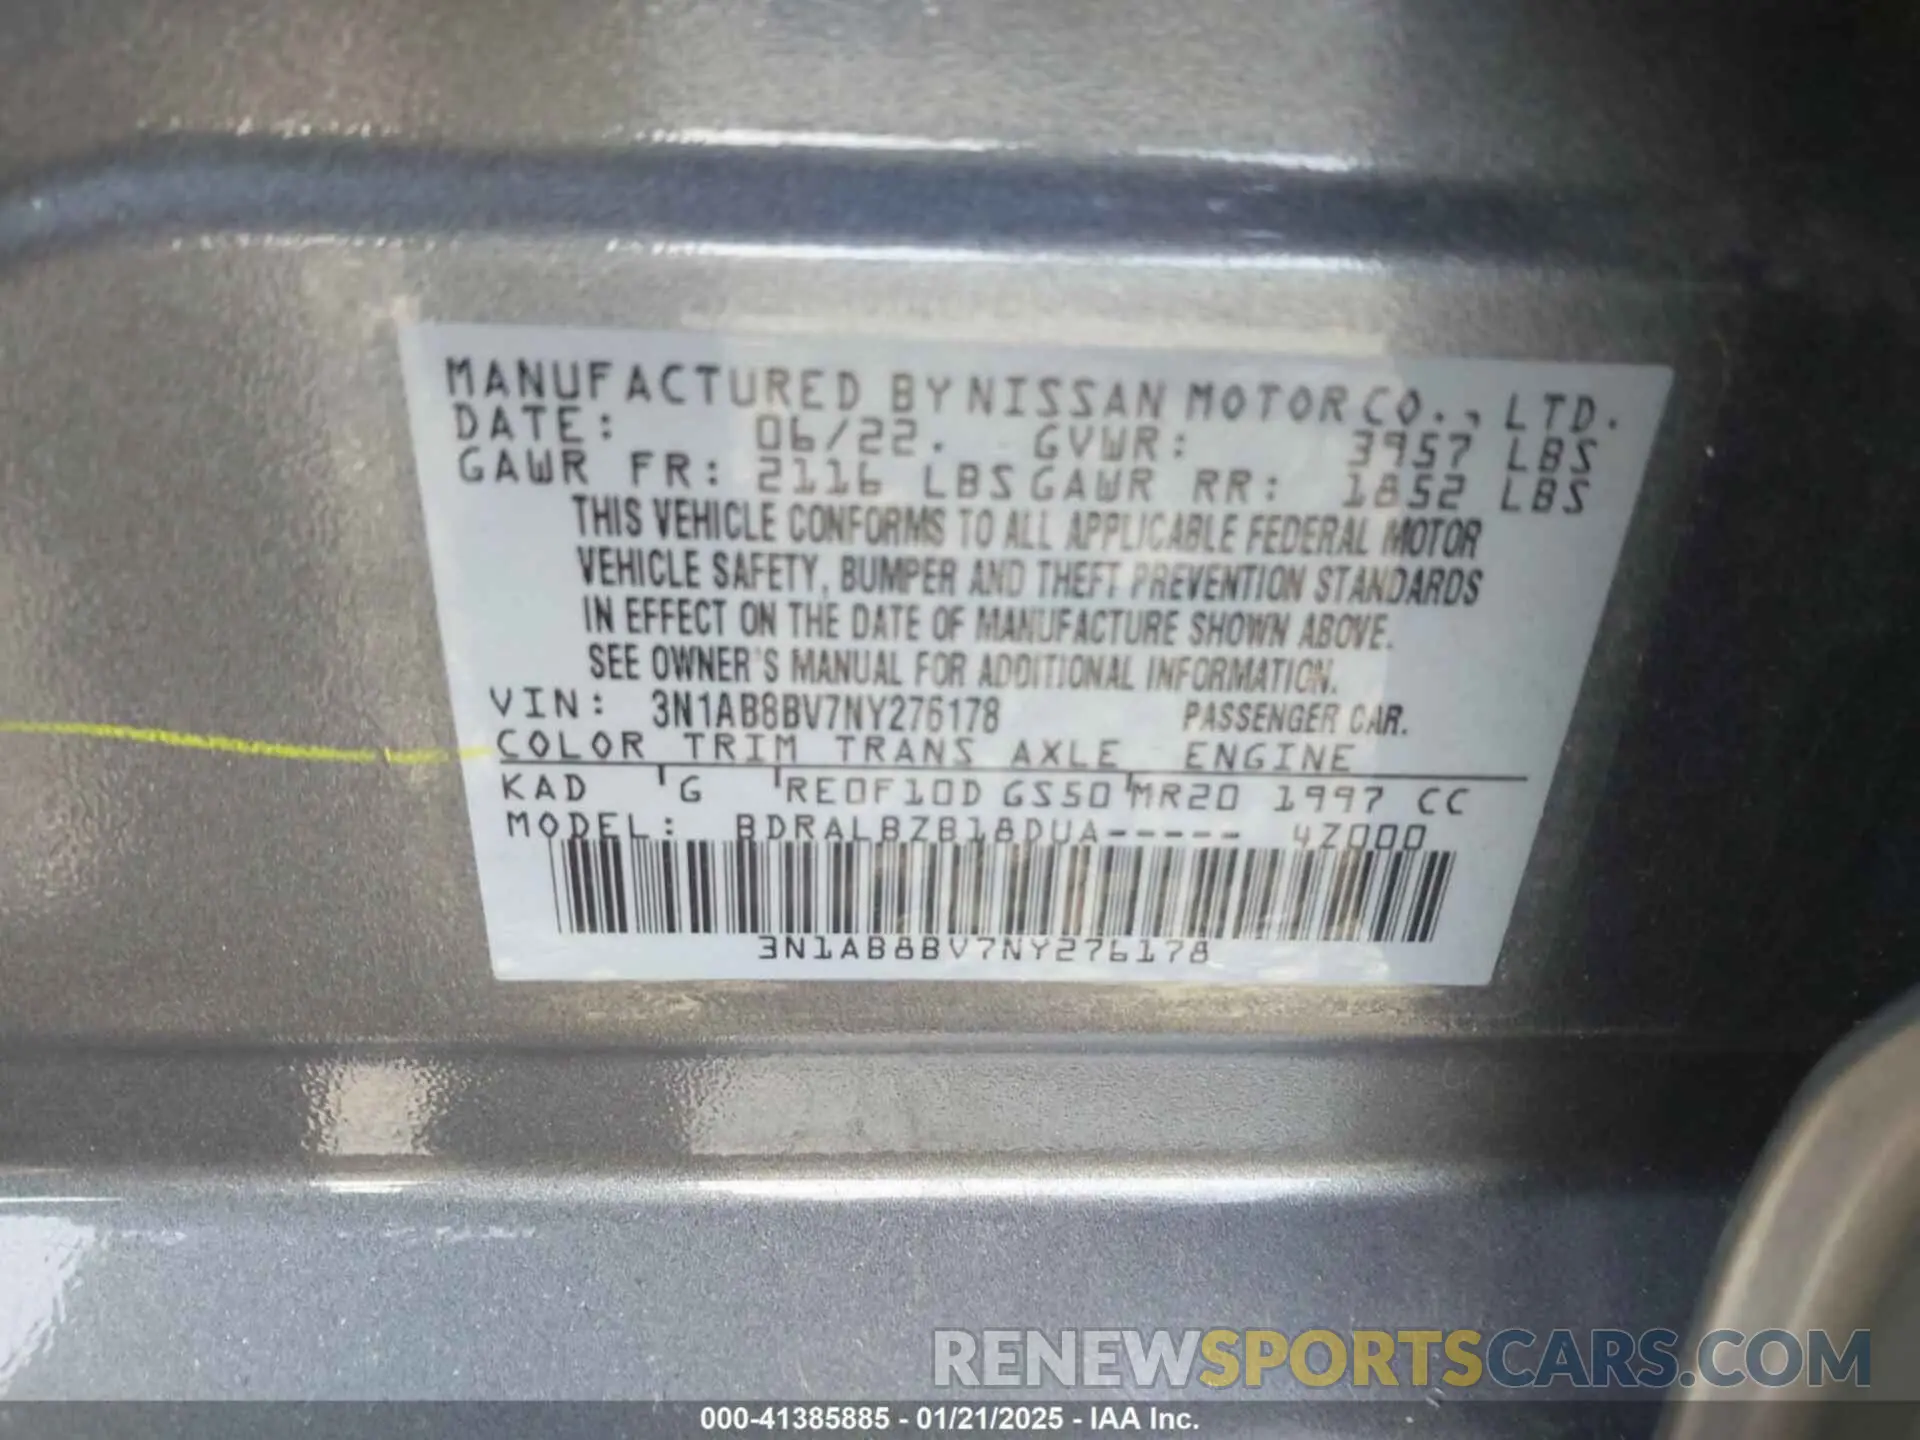 MANUFACTURED BY NISSAN MOTOR CO., LTD.
DATE: 06/22. GVWR: 3957 LBS
GAWR FR: 2116 LBS GAWR RR: 1852 LBS
THIS VEHICLE CONFORMS TO ALL APPLICABLE FEDERAL MOTOR
VEHICLE SAFETY, BUMPER AND THEFT PREVENTION STANDARDS
IN EFFECT ON THE DATE OF MANUFACTURE SHOWN ABOVE.
SEE OWNER'S MANUAL FOR ADDITIONAL INFORMATION.
VIN: 3N1AB8BV7NY276178 PASSENGER CAR.
COLOR TRIM TRANS AXLE ENGINE
KAD G RE0F10D GS50 MR20 1997 CC
MODEL: BDRALBZB18DUA----- 4Z000
3N1AB8BV7NY276178
RENEWSPORTSCARS.COM
000-41385885 - 01/21/2025 - IAA Inc.